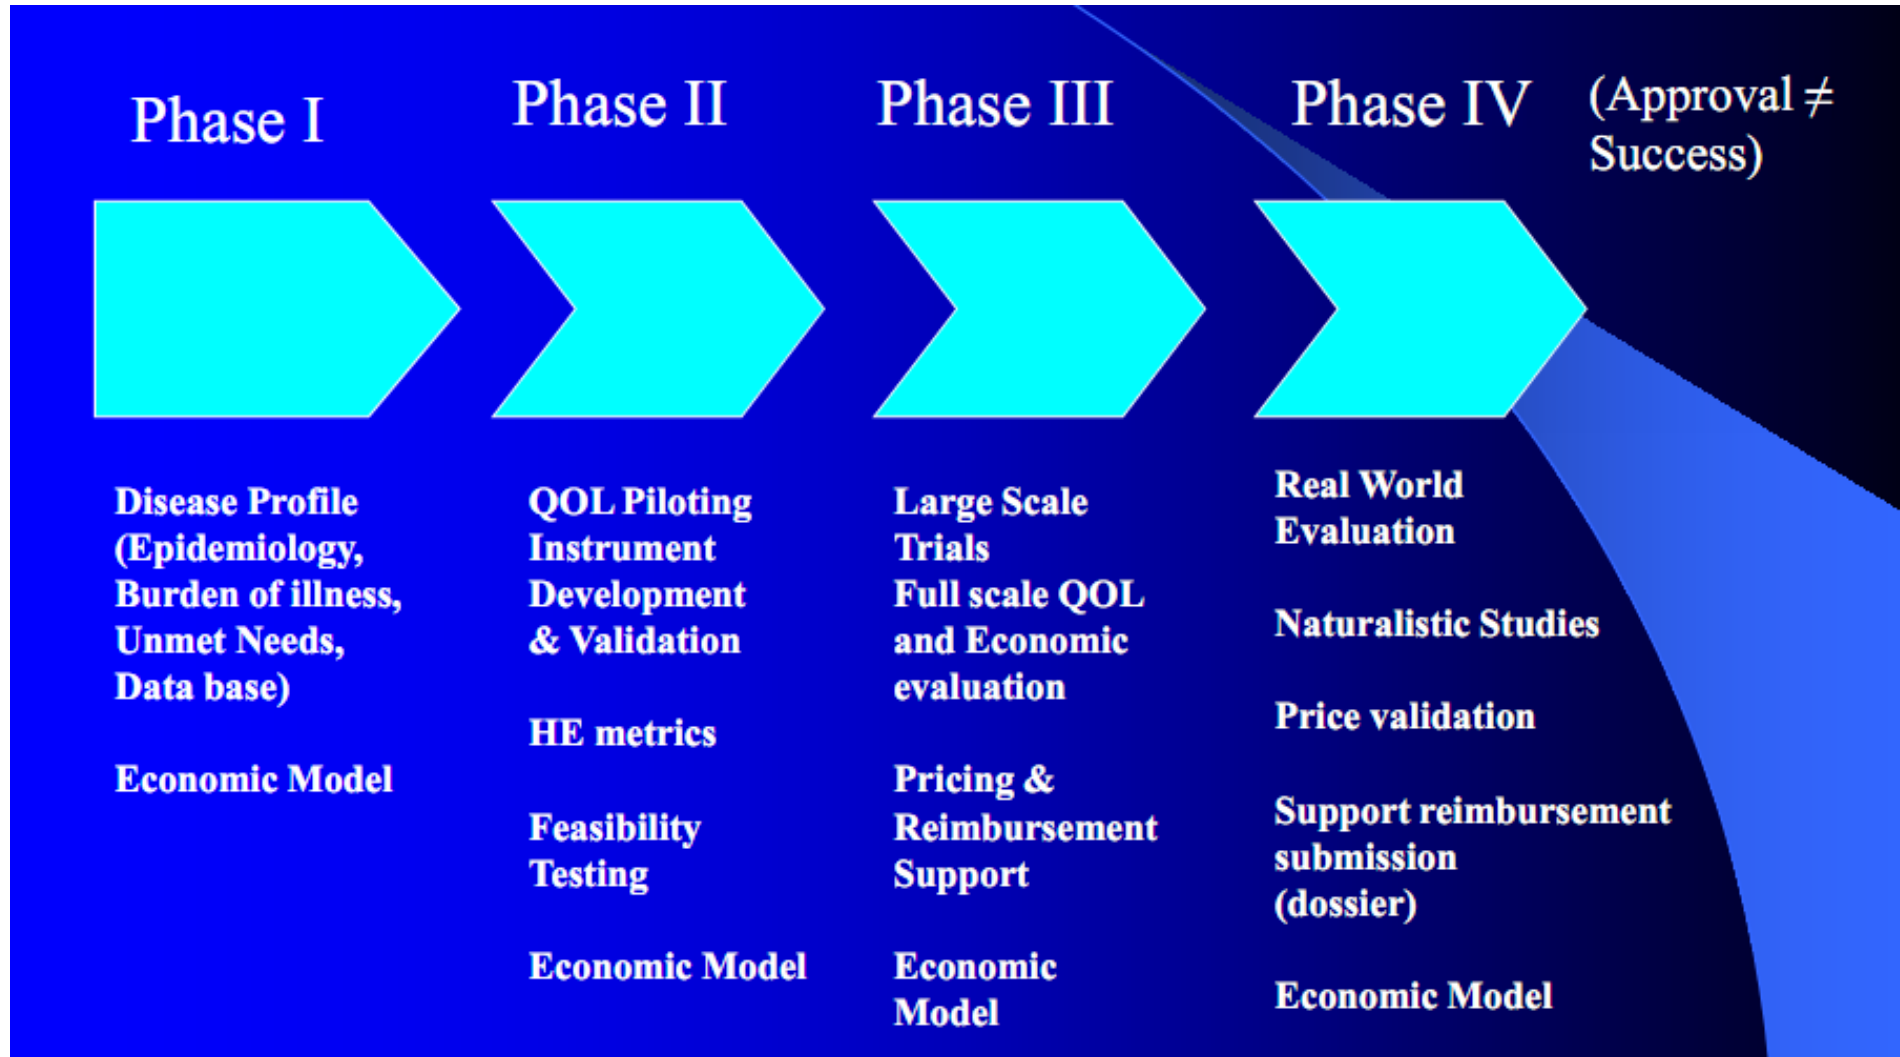 Phase I
Phase II
Phase III
Phase IV
(Approval ≠
Success)
Disease Profile
(Epidemiology,
Burden of illness,
Unmet Needs,
Data base)
Economic Model
QOL Piloting
Instrument
Development
& Validation
HE metrics
Feasibility
Testing
Economic Model
Large Scale
Trials
Full scale QOL
and Economic
evaluation
Pricing &
Reimbursement
Support
Economic
Model
Real World
Evaluation
Naturalistic Studies
Price validation
Support reimbursement
submission
(dossier)
Economic Model